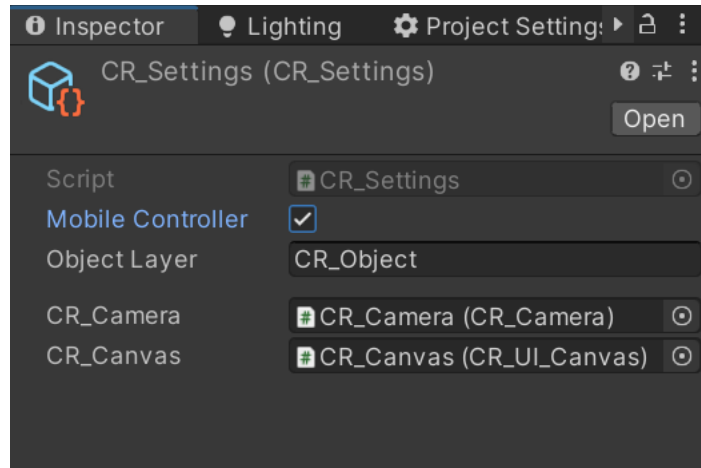 Inspector Lighting Project Settings
CR_Settings (CR_Settings)
Open
Script # CR_Settings
Mobile Controller
Object Layer CR_Object
CR_Camera # CR_Camera (CR_Camera)
CR_Canvas # CR_Canvas (CR_UI_Canvas)